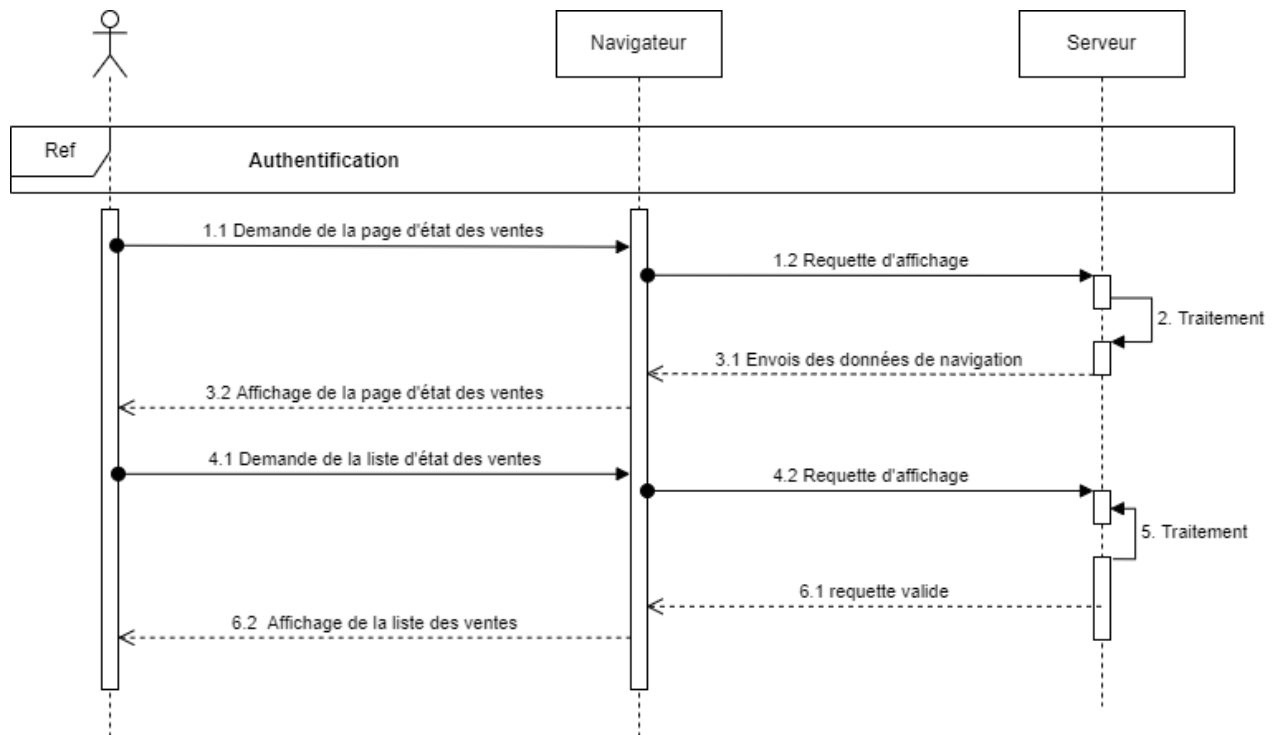 Navigateur
Serveur
Ref
Authentification
1.1 Demande de la page d'état des ventes
1.2 Requette d'affichage
2. Traitement
3.1 Envois des données de navigation
3.2 Affichage de la page d'état des ventes
4.1 Demande de la liste d'état des ventes
4.2 Requette d'affichage
5. Traitement
6.1 requette valide
6.2 Affichage de la liste des ventes